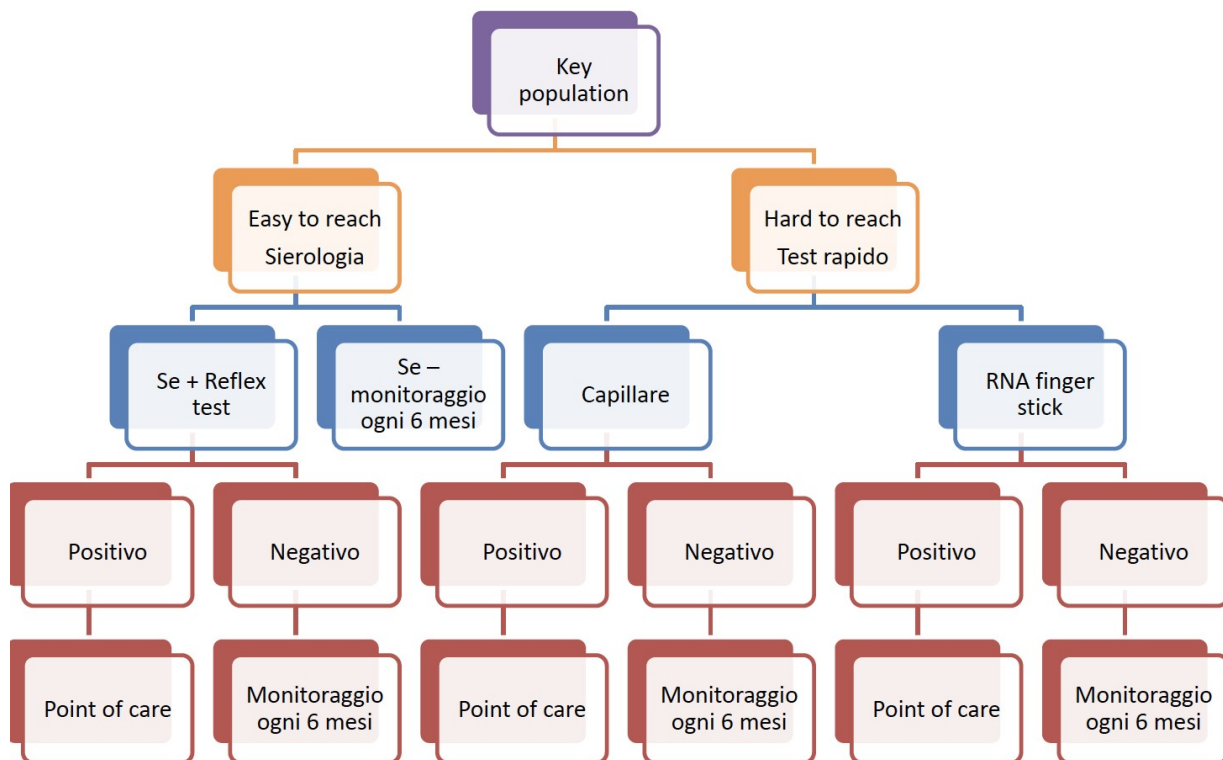 Key
population
Easy to reach
Sierologia
Hard to reach
Test rapido
Se + Reflex
test
Se –
monitoraggio
ogni 6 mesi
Capillare
RNA finger
stick
Positivo
Negativo
Positivo
Negativo
Positivo
Negativo
Point of care
Monitoraggio
ogni 6 mesi
Point of care
Monitoraggio
ogni 6 mesi
Point of care
Monitoraggio
ogni 6 mesi